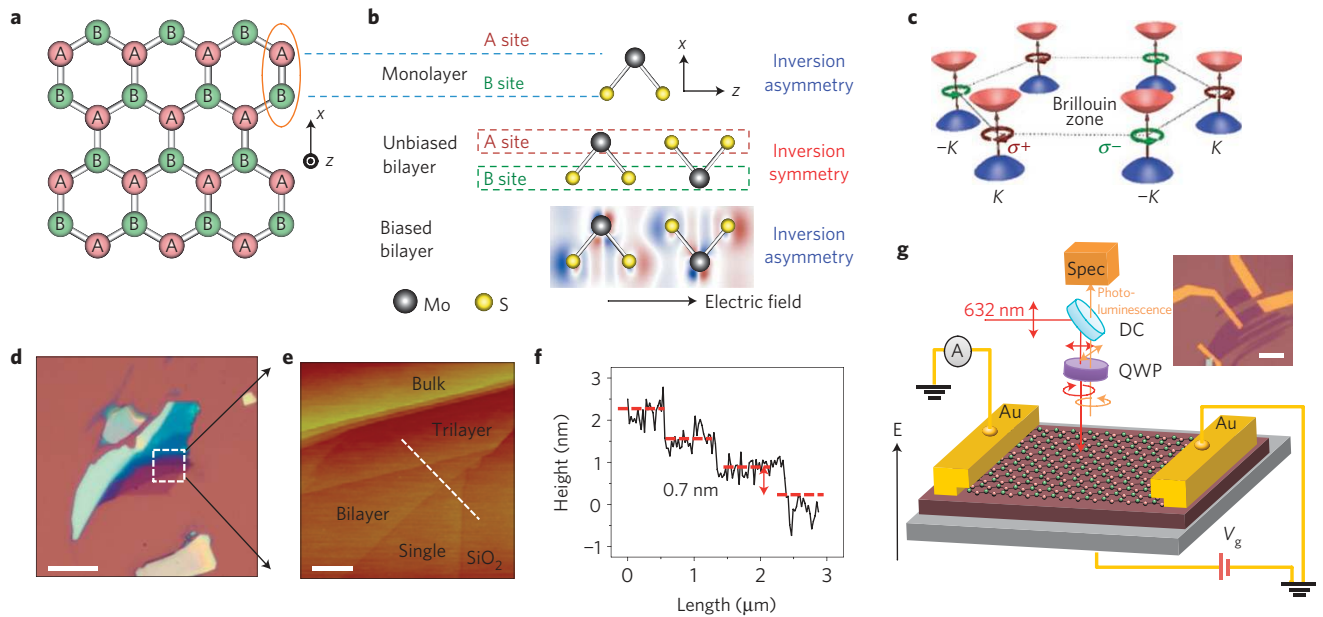 a
B B B
A A A A
B B B B
A A A
B B B
A A A A
B B B B
A A A
x
z
b
A site
Monolayer
B site
x
z
Inversion
asymmetry
Unbiased
bilayer
A site
B site
Inversion
symmetry
Biased
bilayer
Inversion
asymmetry
Mo
S
Electric field
c
Brillouin
zone
−K
σ+
σ−
K
K
−K
d
e
Bulk
Trilayer
Bilayer
Single
SiO₂
f
Height (nm)
3
2
1
0
−1
0.7 nm
0 1 2 3
Length (μm)
g
Spec
Photo-
luminescence
632 nm
DC
A
QWP
Au
Au
E
Vg